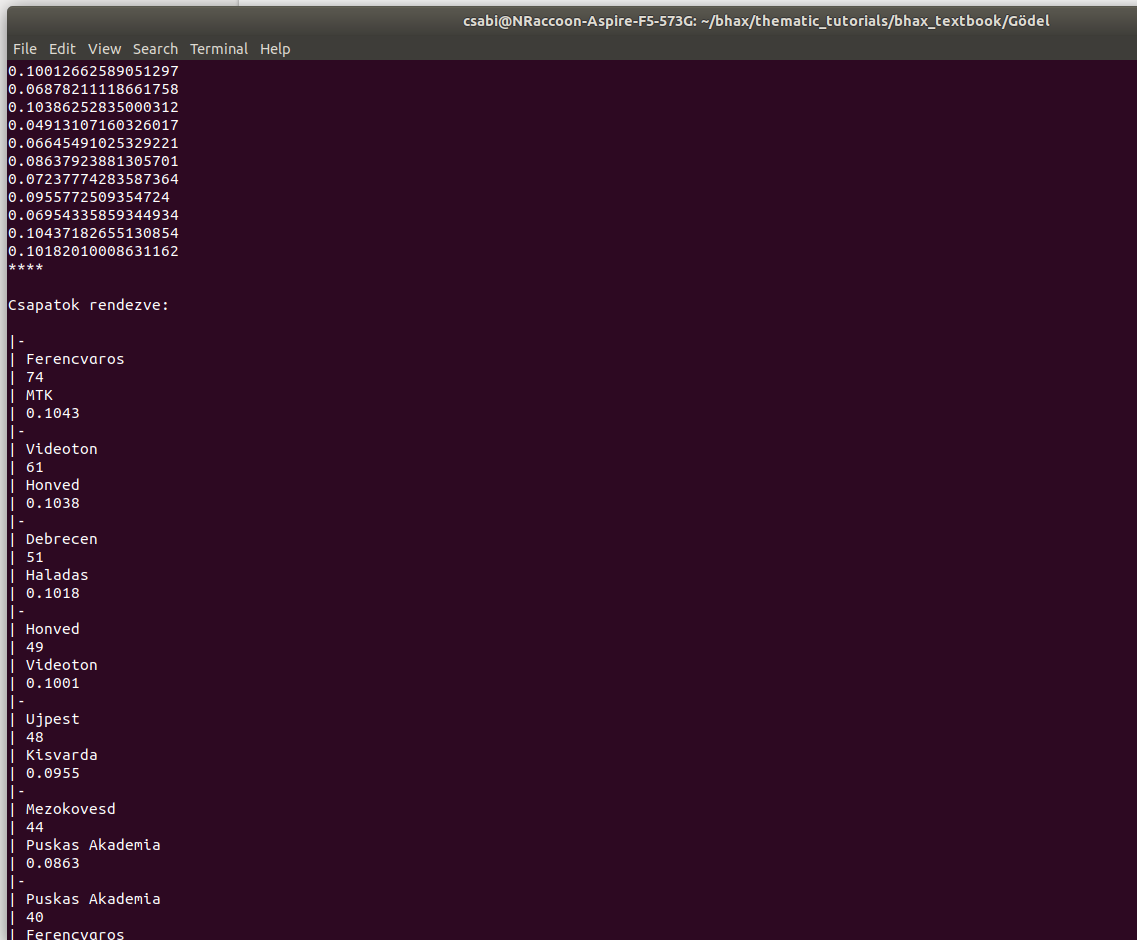 csabi@NRaccoon-Aspire-F5-573G: ~/bhax/thematic_tutorials/bhax_textbook/Gödel
File Edit View Search Terminal Help
0.10012662589051297
0.06878211118661758
0.10386252835000312
0.04913107160326017
0.06645491025329221
0.08637923881305701
0.07237774283587364
0.0955772509354724
0.06954335859344934
0.10437182655130854
0.10182010008631162
****
Csapatok rendezve:
|-
| Ferencvaros
| 74
| MTK
| 0.1043
|-
| Videoton
| 61
| Honved
| 0.1038
|-
| Debrecen
| 51
| Haladas
| 0.1018
|-
| Honved
| 49
| Videoton
| 0.1001
|-
| Ujpest
| 48
| Kisvarda
| 0.0955
|-
| Mezokovesd
| 44
| Puskas Akademia
| 0.0863
|-
| Puskas Akademia
| 40
| Ferencvaros